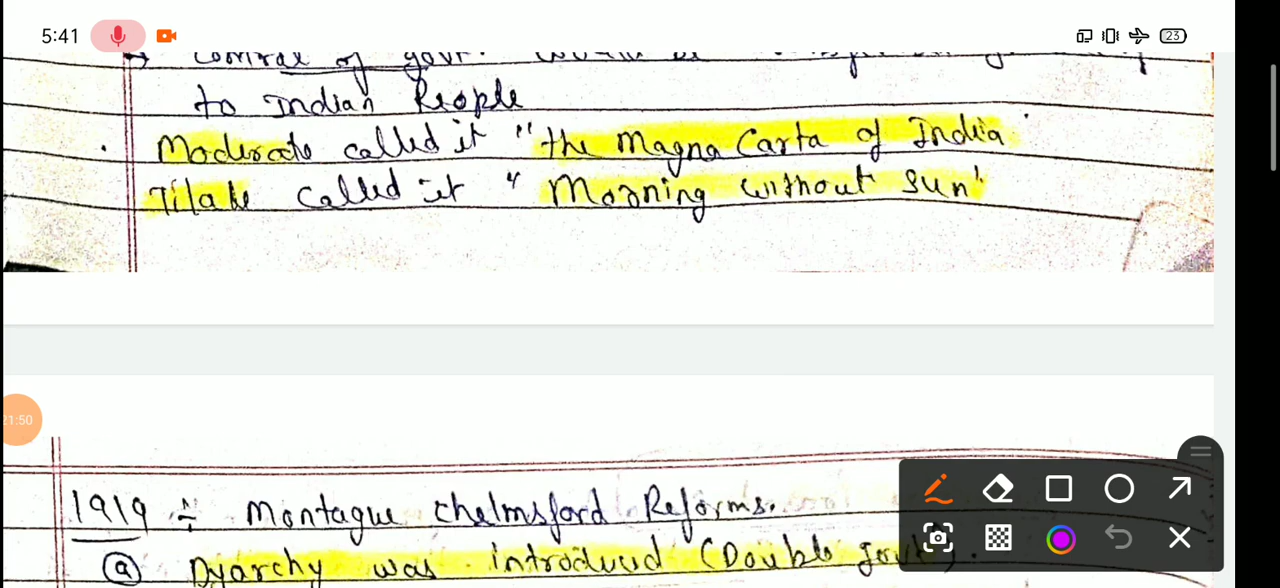 5:41
23
to Indian People
Moderate called it "the Magna Carta of India
Tilak called it "Morning without sun"
21:50
1919 ÷ Montague Chelmsford Reforms.
(a) Dyarchy was introduced (Double